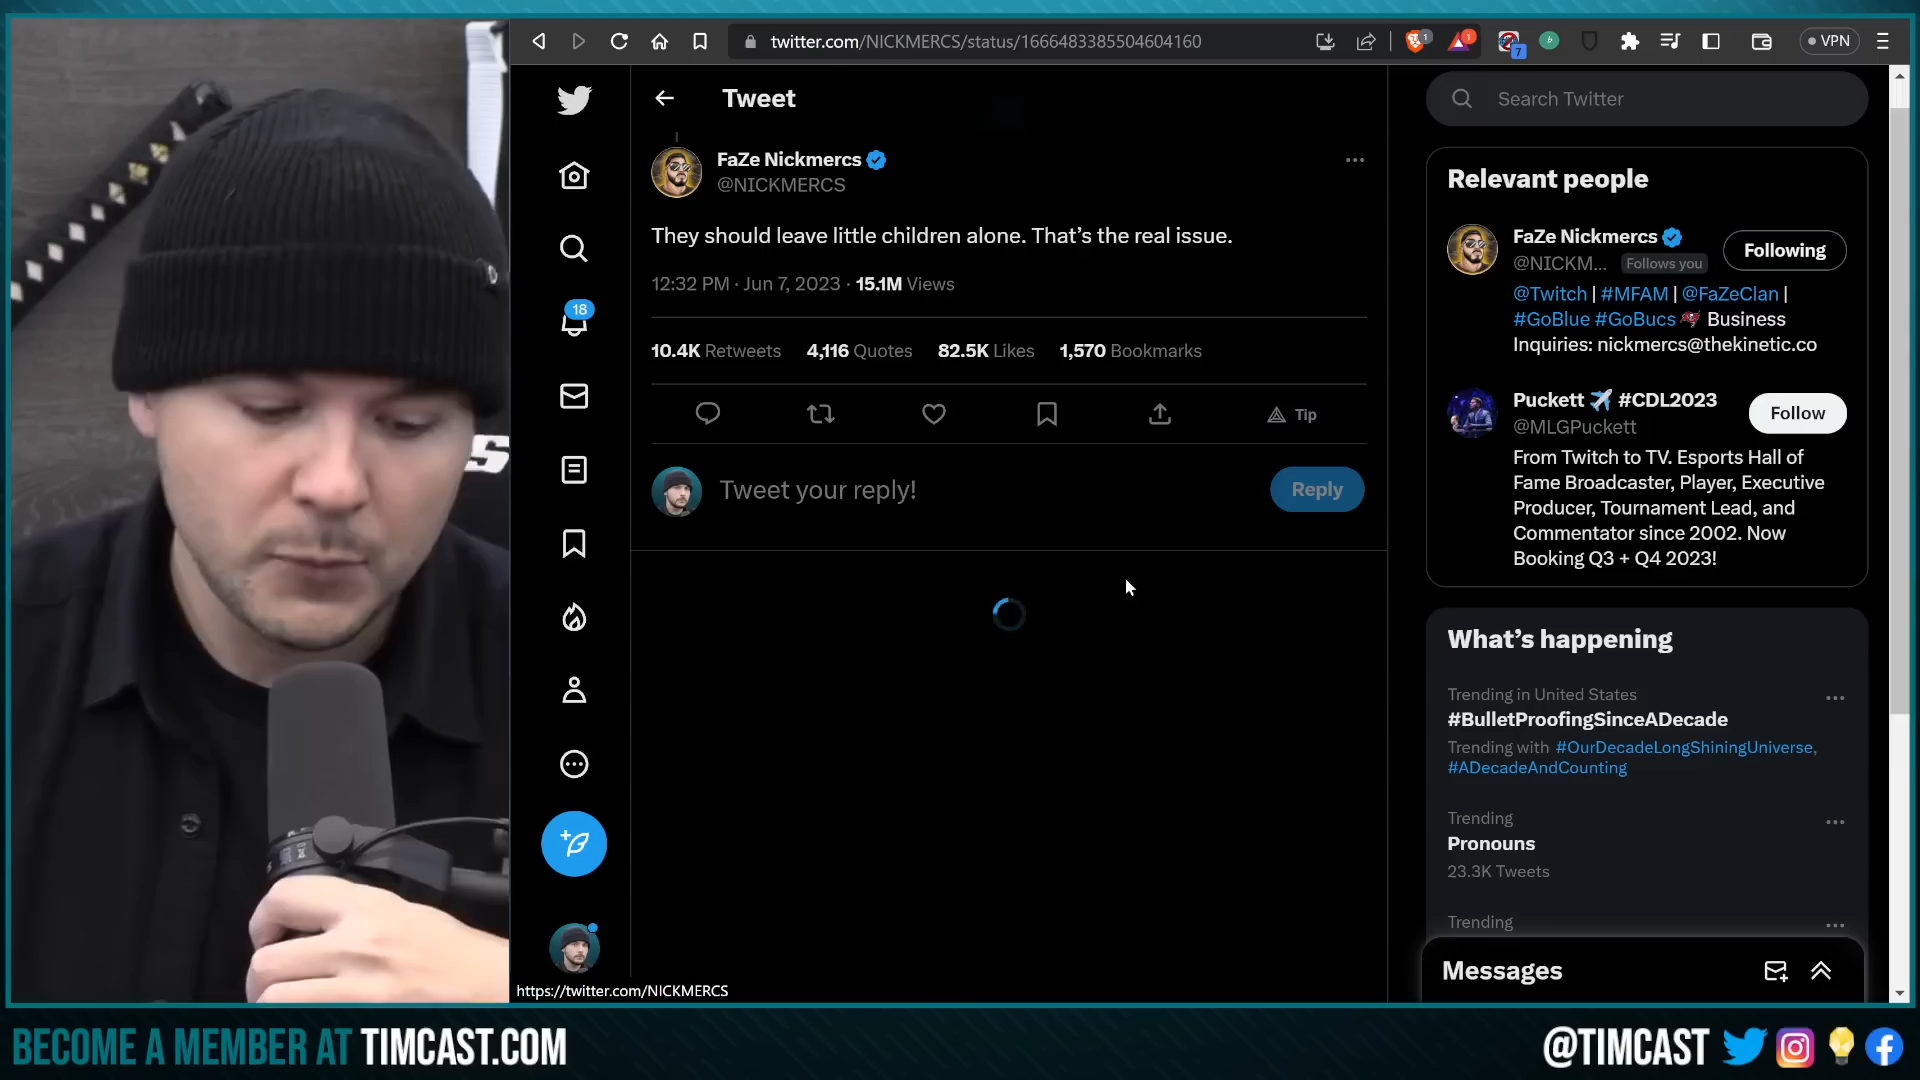 twitter.com/NICKMERCS/status/1666483385504604160
1
1
7
b
VPN
Tweet
Search Twitter
FaZe Nickmercs
@NICKMERCS
They should leave little children alone. That’s the real issue.
12:32 PM · Jun 7, 2023 · 15.1M Views
10.4K Retweets 4,116 Quotes 82.5K Likes 1,570 Bookmarks
Tip
Tweet your reply!
Reply
18
https://twitter.com/NICKMERCS
Relevant people
FaZe Nickmercs
@NICKM... Follows you
Following
@Twitch | #MFAM | @FaZeClan |
#GoBlue #GoBucs Business
Inquiries: nickmercs@thekinetic.co
Puckett #CDL2023
@MLGPuckett
Follow
From Twitch to TV. Esports Hall of
Fame Broadcaster, Player, Executive
Producer, Tournament Lead, and
Commentator since 2002. Now
Booking Q3 + Q4 2023!
What’s happening
Trending in United States
#BulletProofingSinceADecade
Trending with #OurDecadeLongShiningUniverse,
#ADecadeAndCounting
Trending
Pronouns
23.3K Tweets
Trending
Messages
BECOME A MEMBER AT TIMCAST.COM
@TIMCAST